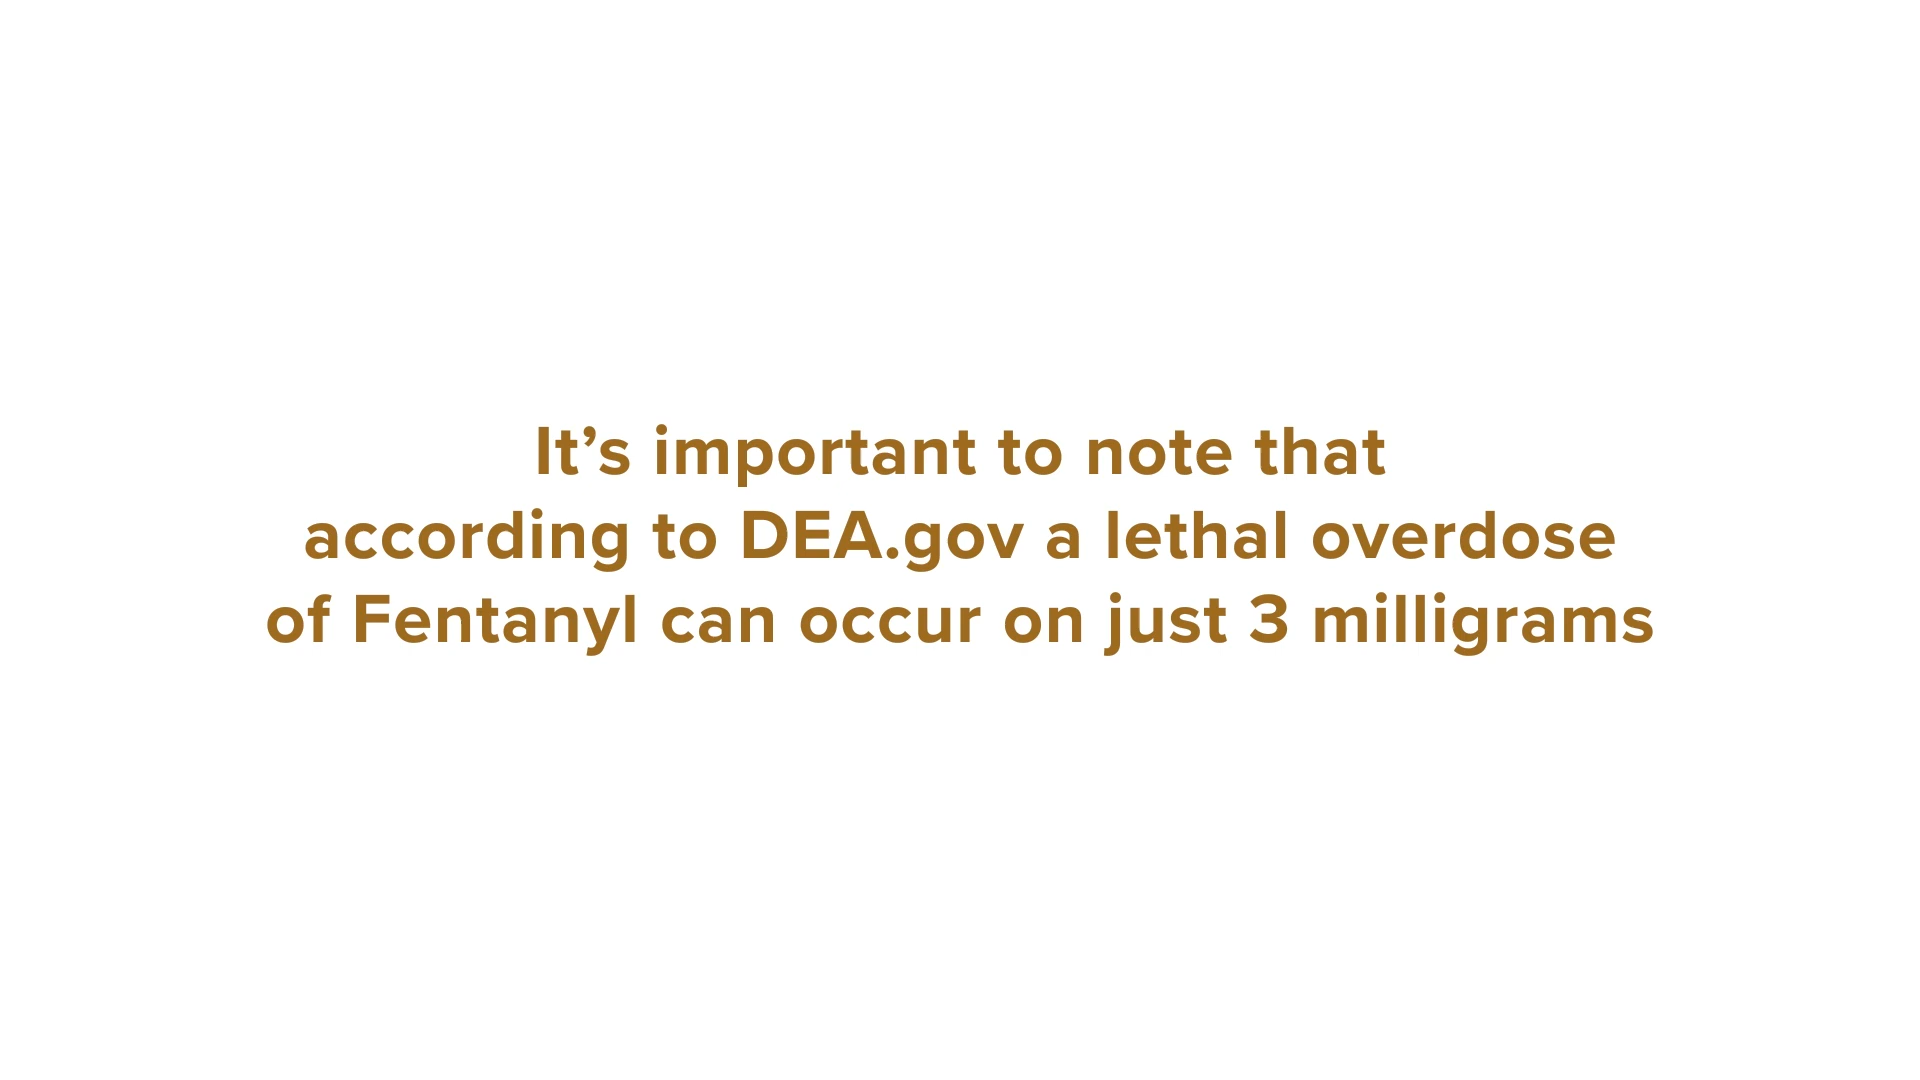 It’s important to note that
according to DEA.gov a lethal overdose
of Fentanyl can occur on just 3 milligrams